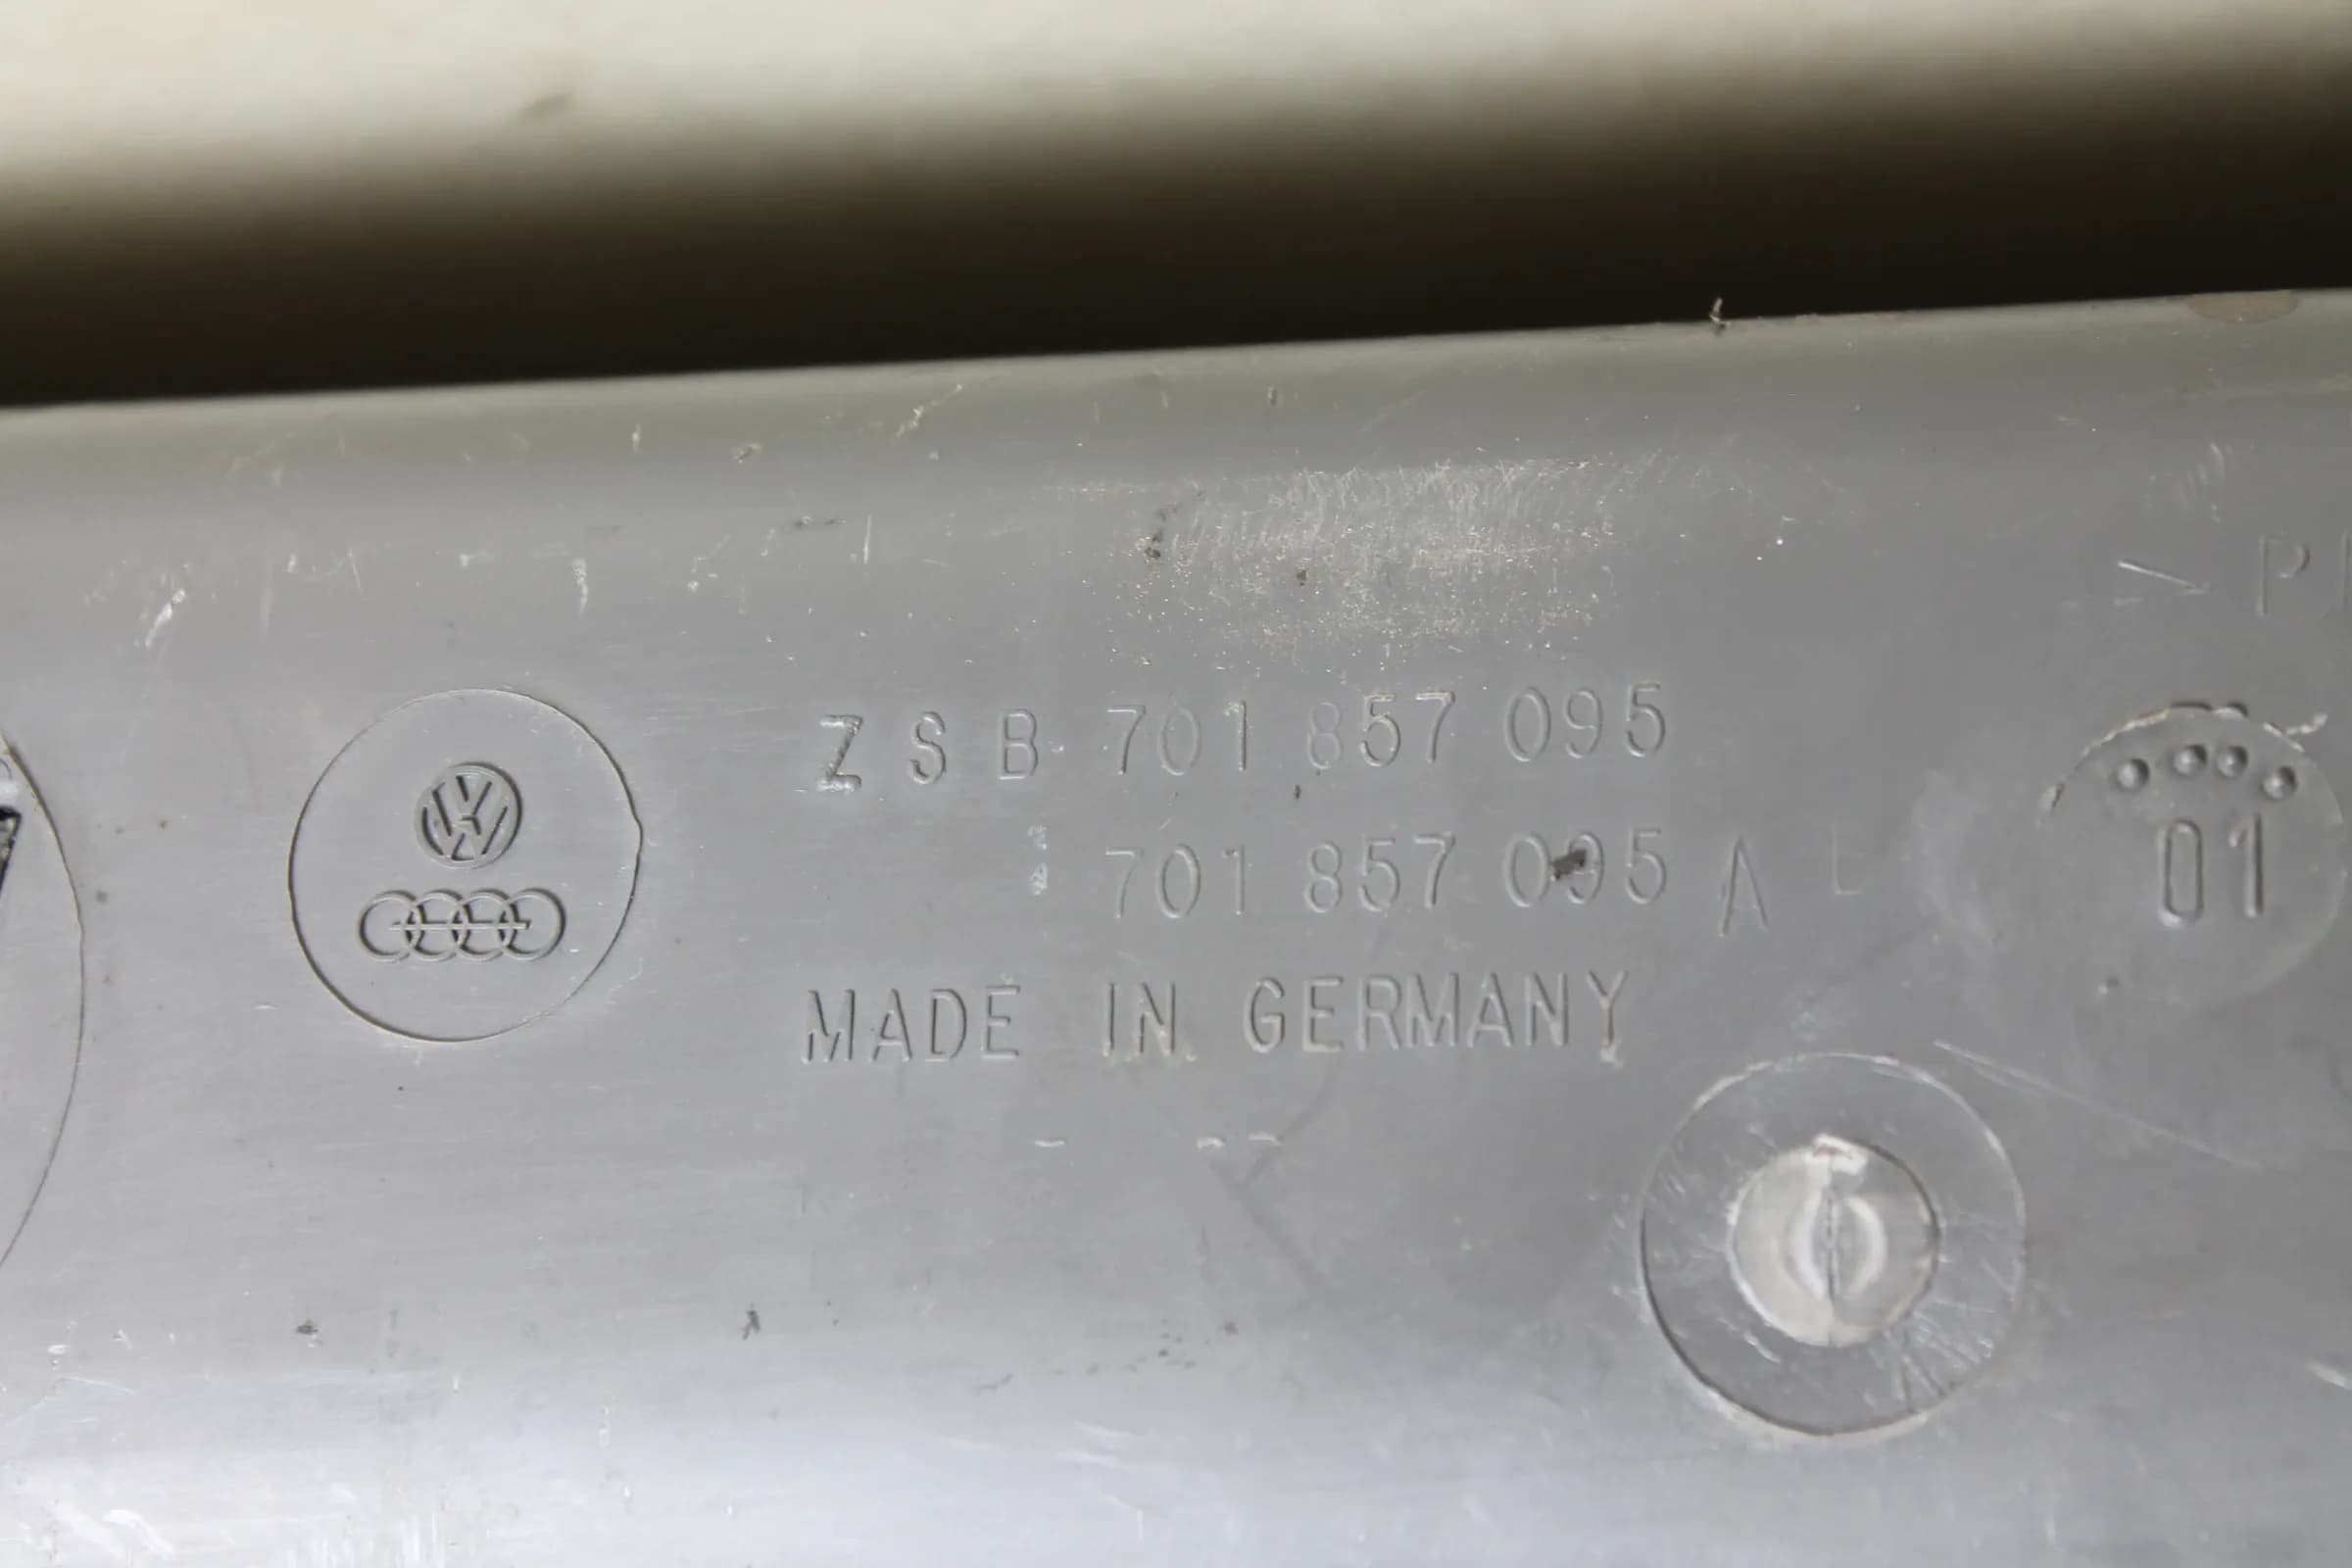 ZSB 701 857 095
701 857 095 A
MADE IN GERMANY
01